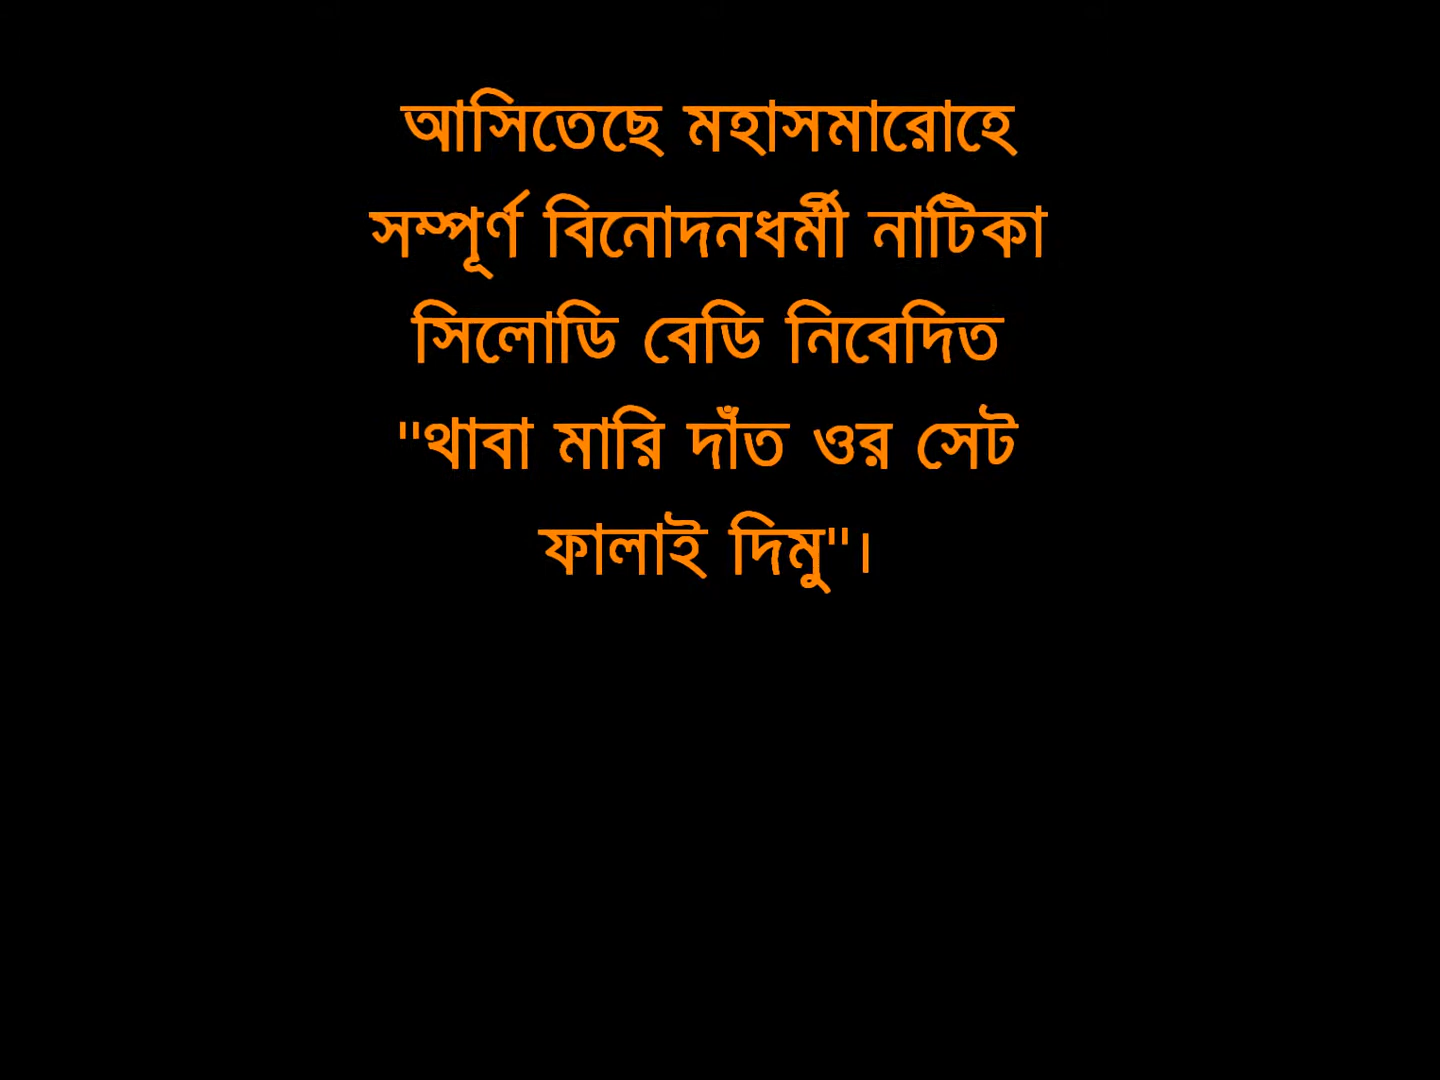 আসিতেছে মহাসমারোহে
সম্পূর্ণ বিনোদনধর্মী নাটিকা
সিলোডি বেডি নিবেদিত
"থাবা মারি দাঁত ওর সেট
ফালাই দিমু"।